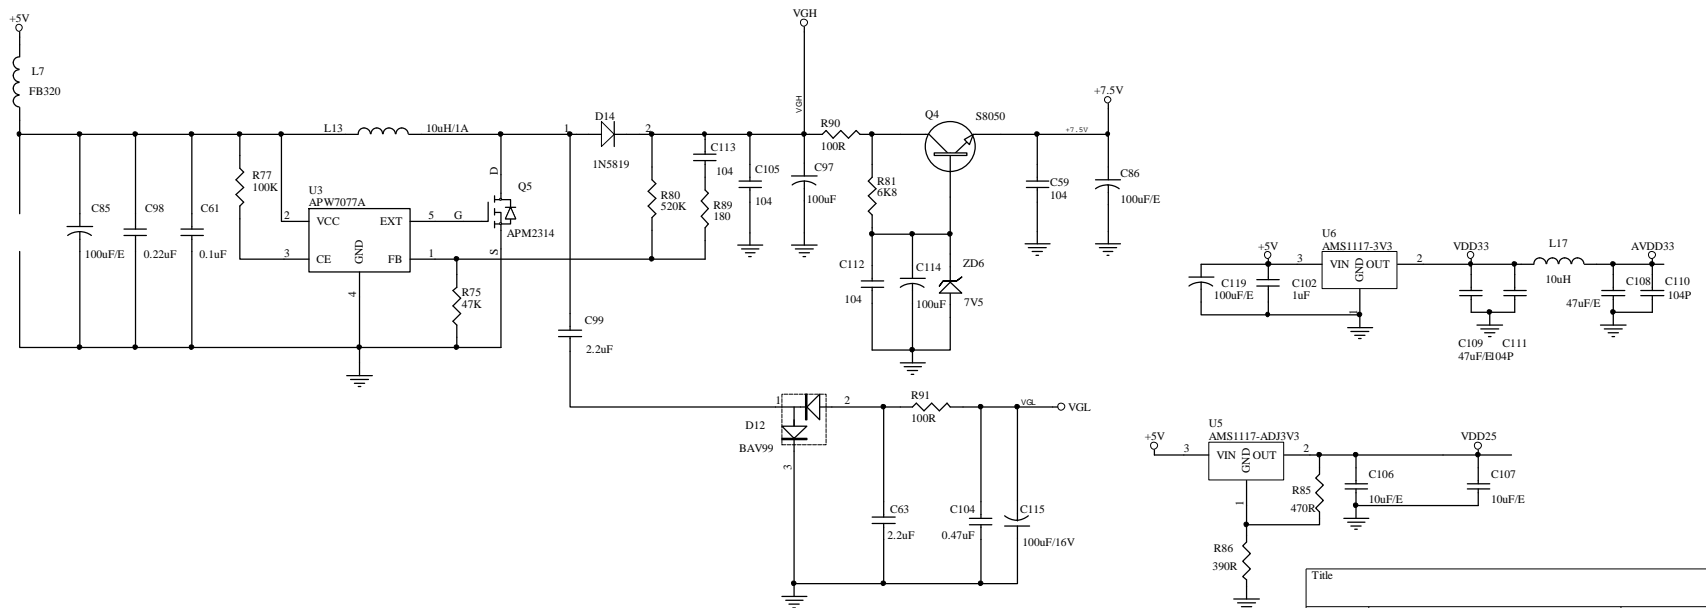 +5V
L7
FB320
C85
100uF/E
C98
0.22uF
C61
0.1uF
R77
100K
L13
10uH/1A
U3
APW7077A
2
VCC
EXT
5
G
3
CE
GND
FB
1
4
D
Q5
APM2314
S
R75
47K
1
D14
2
1N5819
C99
2.2uF
R80
520K
C113
104
R89
180
C105
104
VGH
VGH
C97
100uF
R90
100R
R81
6K8
Q4
S8050
C112
104
C114
100uF
ZD6
7V5
C59
104
+7.5V
+7.5V
C86
100uF/E
1
2
D12
BAV99
3
R91
100R
VGL
VGL
C63
2.2uF
C104
0.47uF
C115
100uF/16V
C119
100uF/E
+5V
C102
1uF
U6
AMS1117-3V3
3
VIN
OUT
GND
2
1
VDD33
L17
10uH
AVDD33
C109
47uF/E
C111
104P
C108
47uF/E
C110
104P
+5V
U5
AMS1117-ADJ3V3
3
VIN
OUT
GND
2
1
R85
470R
R86
390R
C106
10uF/E
VDD25
C107
10uF/E
Title